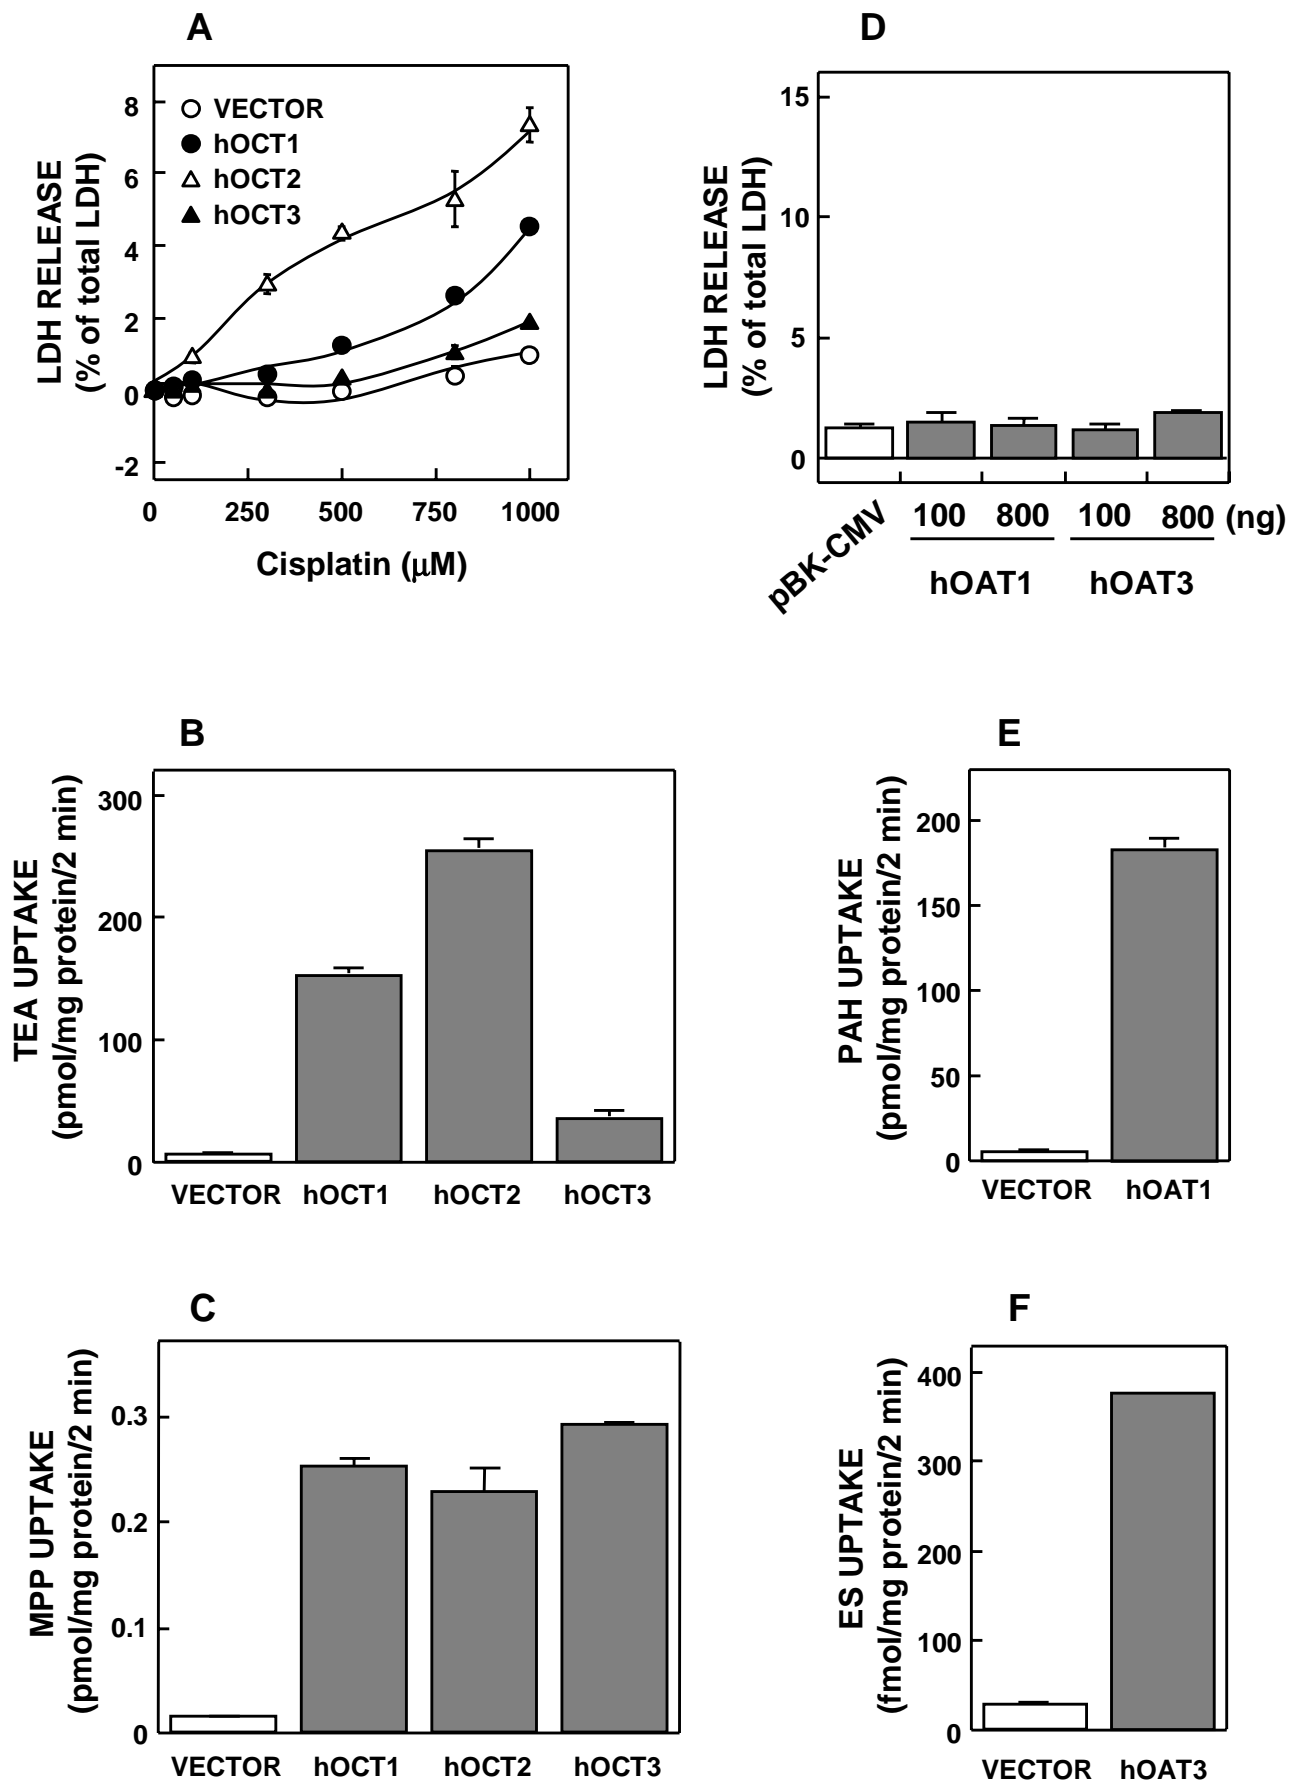 A
LDH RELEASE
(% of total LDH)
8
6
4
2
0
-2
VECTOR
hOCT1
hOCT2
hOCT3
0 250 500 750 1000
Cisplatin (μM)
D
LDH RELEASE
(% of total LDH)
15
10
5
0
pBK-CMV
100 800 100 800 (ng)
hOAT1 hOAT3
B
TEA UPTAKE
(pmol/mg protein/2 min)
300
200
100
0
VECTOR hOCT1 hOCT2 hOCT3
E
PAH UPTAKE
(pmol/mg protein/2 min)
200
150
100
50
0
VECTOR hOAT1
C
MPP UPTAKE
(pmol/mg protein/2 min)
0.3
0.2
0.1
0
VECTOR hOCT1 hOCT2 hOCT3
F
ES UPTAKE
(fmol/mg protein/2 min)
400
300
200
100
0
VECTOR hOAT3